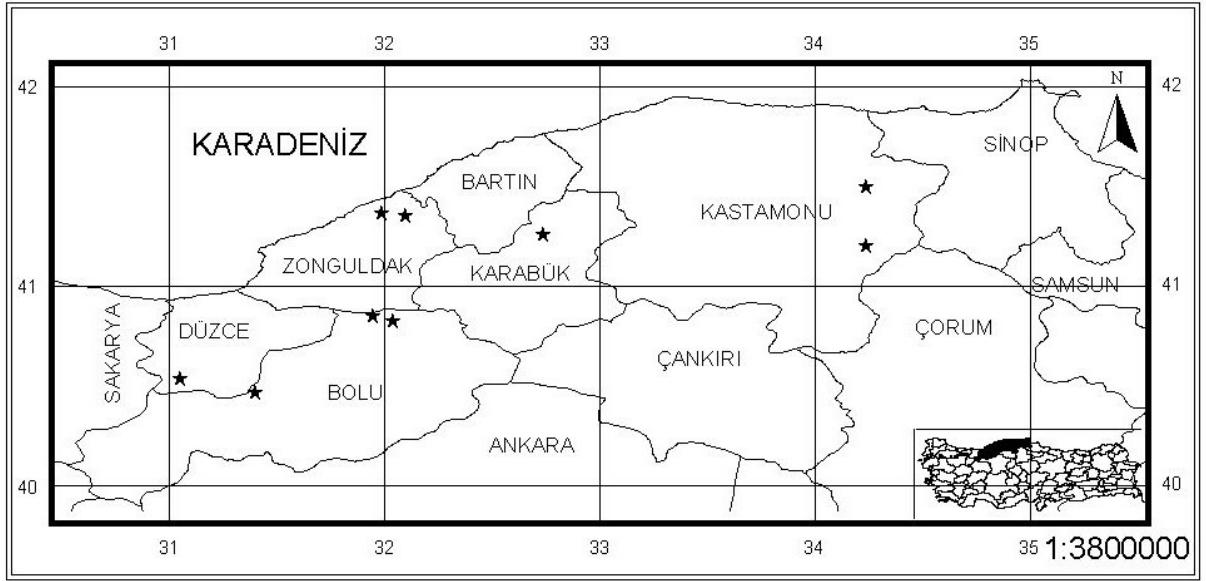 31 32 33 34 35
42 42
N
KARADENİZ
SİNOP
BARTIN
KASTAMONU
ZONGULDAK
KARABÜK
41 41
SAMSUN
SAKARYA
DÜZCE
ÇORUM
ÇANKIRI
BOLU
ANKARA
40 40
31 32 33 34 35
1:3800000